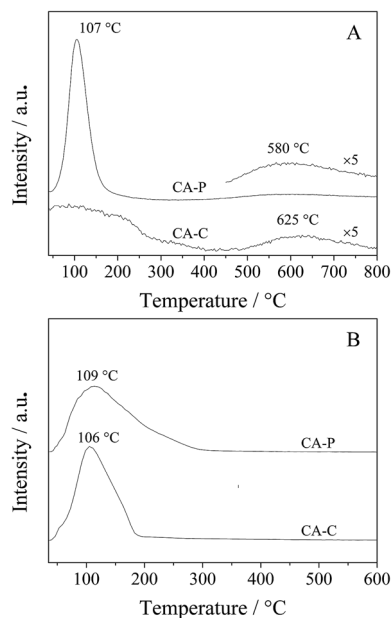 A
107 °C
580 °C
×5
CA-P
625 °C
CA-C
×5
Intensity / a.u.
100 200 300 400 500 600 700 800
Temperature / °C
B
109 °C
106 °C
CA-P
CA-C
Intensity / a.u.
100 200 300 400 500 600
Temperature / °C